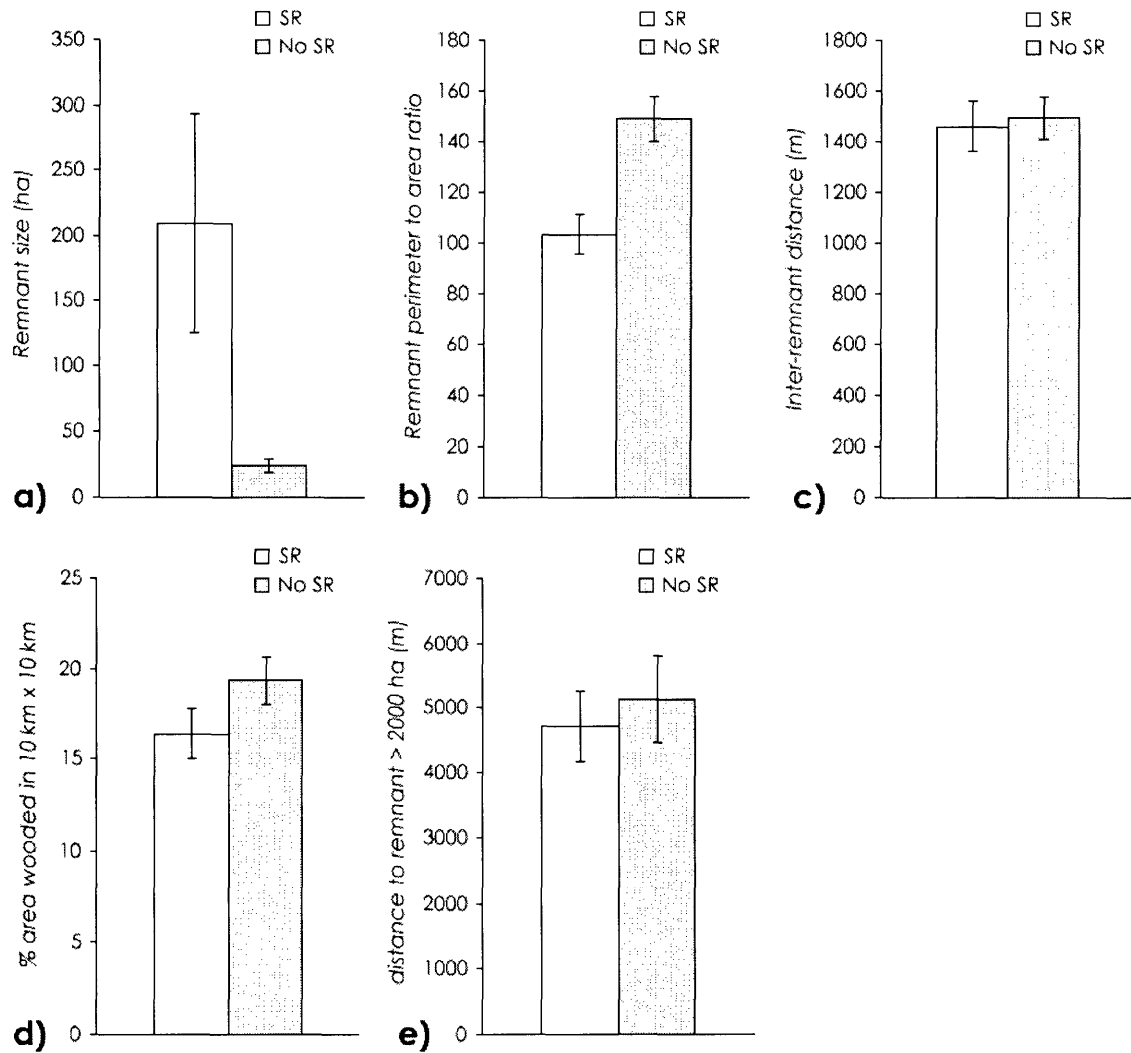 SR
No SR
350
300
250
200
150
100
50
0
Remnant size (ha)
a)
SR
No SR
180
160
140
120
100
80
60
40
20
0
Remnant perimeter to area ratio
b)
SR
No SR
1800
1600
1400
1200
1000
800
600
400
200
0
Inter-remnant distance (m)
c)
SR
No SR
25
20
15
10
5
0
% area wooded in 10 km x 10 km
d)
SR
No SR
7000
6000
5000
4000
3000
2000
1000
0
distance to remnant > 2000 ha (m)
e)